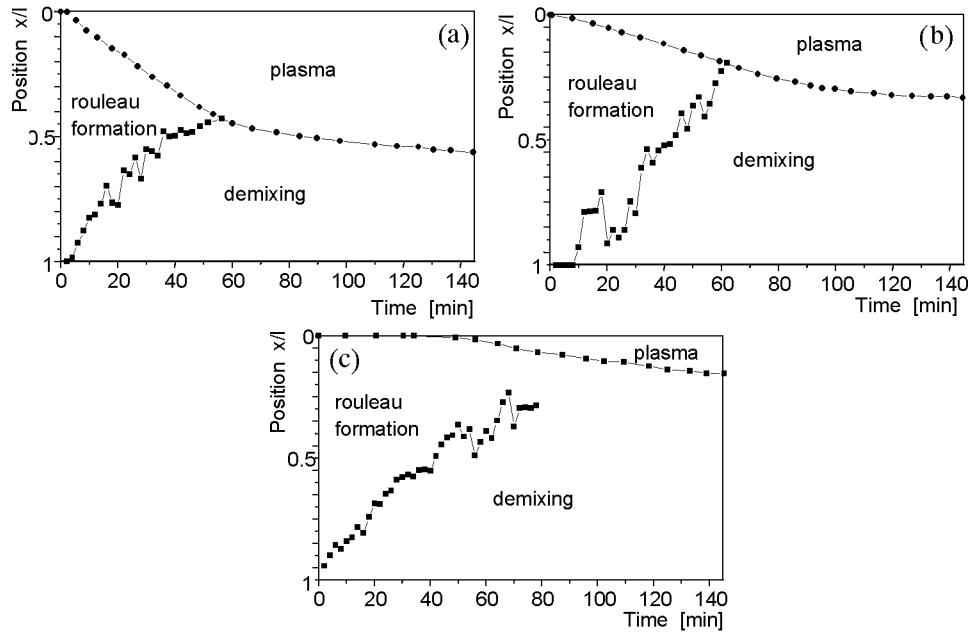 0
(a)
plasma
Position x/l
rouleau
formation
0.5
demixing
1
0 20 40 60 80 100 120 140
Time [min]
0
(b)
plasma
Position x/l
rouleau
formation
0.5
demixing
1
0 20 40 60 80 100 120 140
Time [min]
0
(c)
plasma
Position x/l
rouleau
formation
0.5
demixing
1
0 20 40 60 80 100 120 140
Time [min]